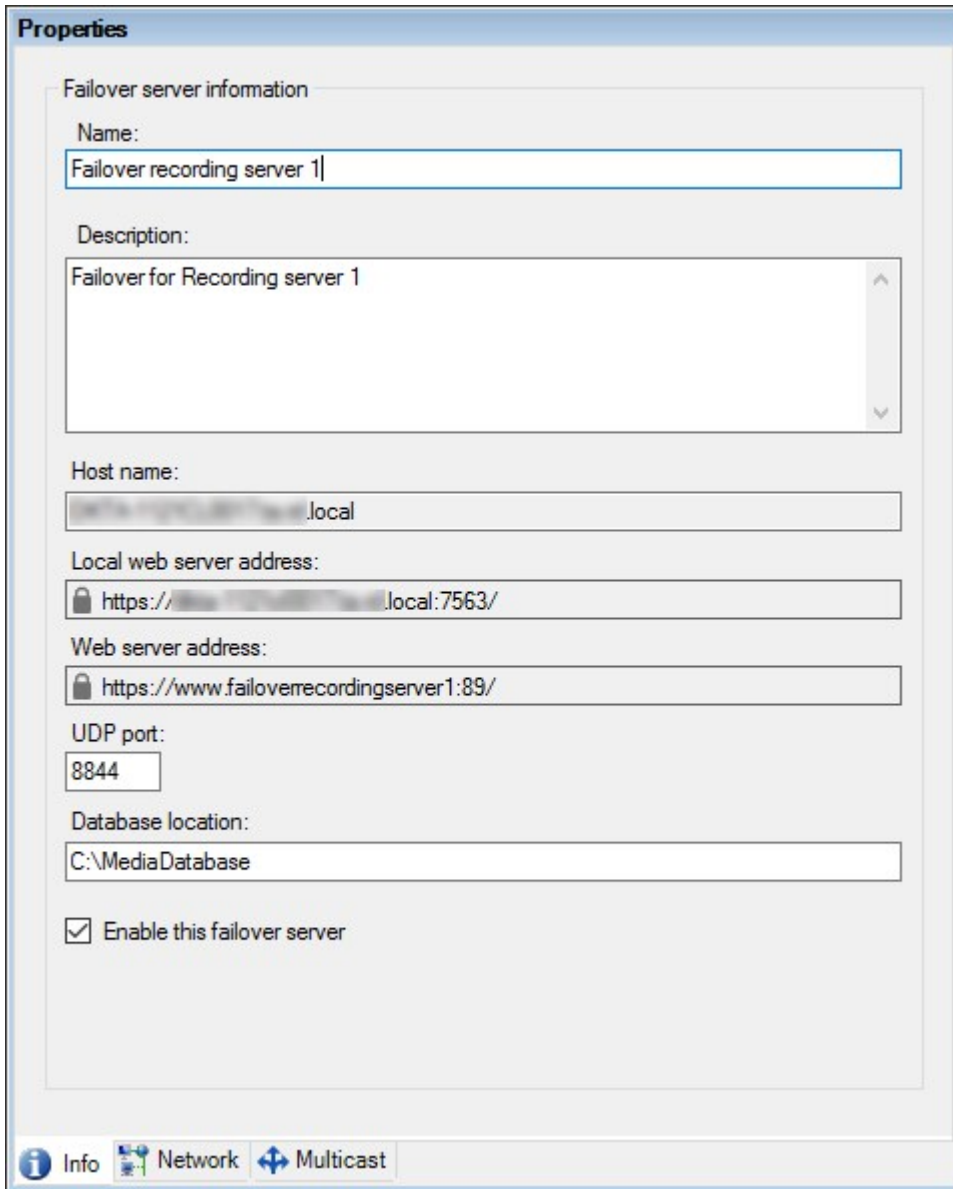 Properties
Failover server information
Name:
Failover recording server 1
Description:
Failover for Recording server 1
Host name:
.local
Local web server address:
https:// .local:7563/
Web server address:
https://www.failoverrecordingserver1:89/
UDP port:
8844
Database location:
C:\MediaDatabase
Enable this failover server
Info Network Multicast